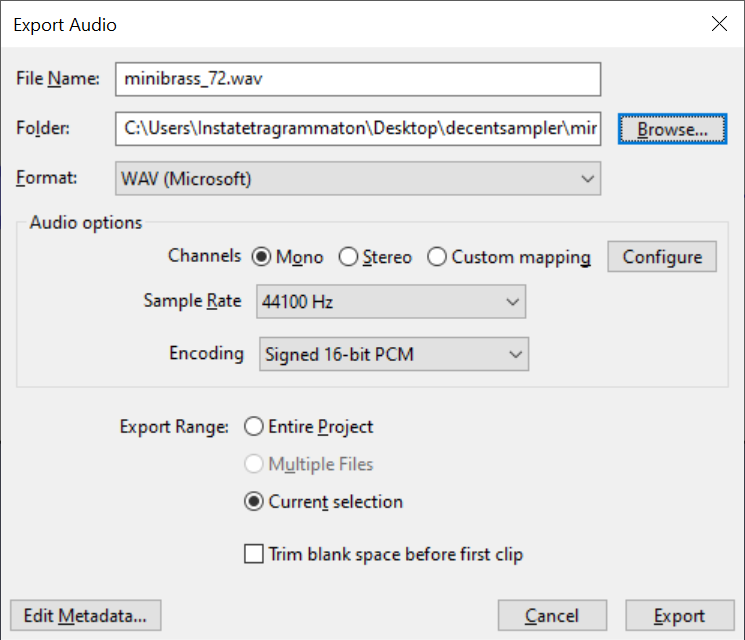 Export Audio
File Name: minibrass_72.wav
Folder: C:\Users\Instatetragrammaton\Desktop\decentsampler\mir Browse...
Format: WAV (Microsoft)
Audio options
Channels Mono Stereo Custom mapping Configure
Sample Rate 44100 Hz
Encoding Signed 16-bit PCM
Export Range: Entire Project
Multiple Files
Current selection
Trim blank space before first clip
Edit Metadata... Cancel Export